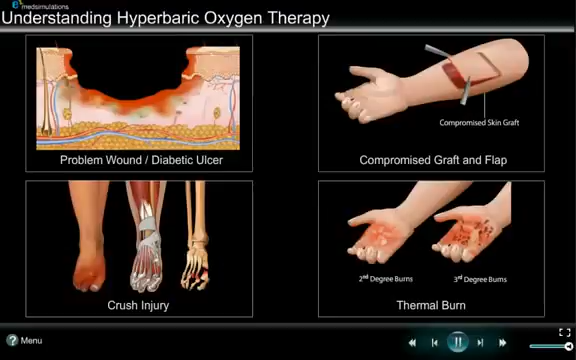 medsimulations
Understanding Hyperbaric Oxygen Therapy
Problem Wound / Diabetic Ulcer
Compromised Skin Graft
Compromised Graft and Flap
Crush Injury
2nd Degree Burns
3rd Degree Burns
Thermal Burn
? Menu